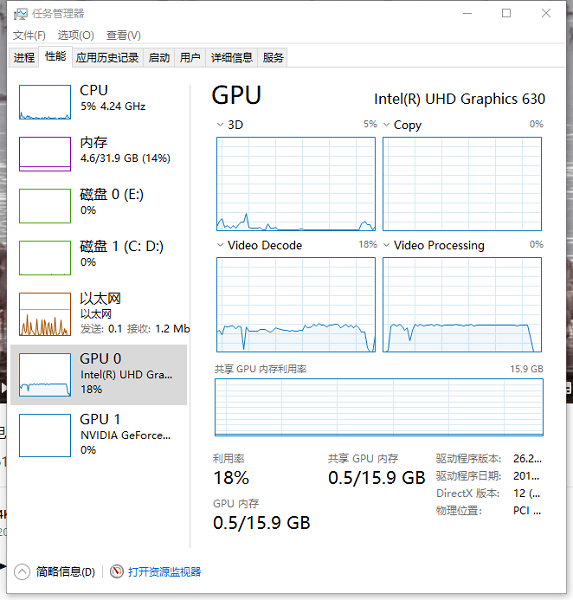 任务管理器
文件(F) 选项(O) 查看(V)
进程 性能 应用历史记录 启动 用户 详细信息 服务
CPU
5% 4.24 GHz
内存
4.6/31.9 GB (14%)
磁盘 0 (E:)
0%
磁盘 1 (C: D:)
0%
以太网
以太网
发送: 0.1 接收: 1.2 Mb
GPU 0
Intel(R) UHD Gra...
18%
GPU 1
NVIDIA GeForce...
0%
GPU
Intel(R) UHD Graphics 630
3D 5%
Copy 0%
Video Decode 18%
Video Processing 0%
共享 GPU 内存利用率 15.9 GB
利用率
18%
共享 GPU 内存
0.5/15.9 GB
GPU 内存
0.5/15.9 GB
驱动程序版本: 26.2...
驱动程序日期: 201...
DirectX 版本: 12 (...
物理位置: PCI ...
简略信息(D) 打开资源监视器